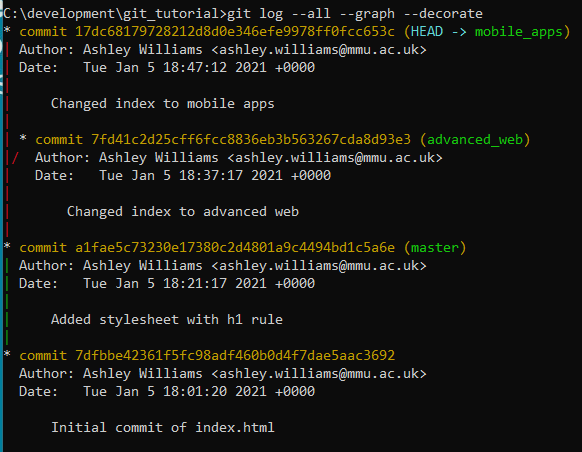 C:\development\git_tutorial>git log --all --graph --decorate
* commit 17dc68179728212d8d0e346efe9978ff0fcc653c (HEAD -> mobile_apps)
| Author: Ashley Williams <ashley.williams@mmu.ac.uk>
| Date:   Tue Jan 5 18:47:12 2021 +0000
|
|     Changed index to mobile apps
|
| * commit 7fd41c2d25cff6fcc8836eb3b563267cda8d93e3 (advanced_web)
|/  Author: Ashley Williams <ashley.williams@mmu.ac.uk>
|   Date:   Tue Jan 5 18:37:17 2021 +0000
|
|       Changed index to advanced web
|
* commit a1fae5c73230e17380c2d4801a9c4494bd1c5a6e (master)
| Author: Ashley Williams <ashley.williams@mmu.ac.uk>
| Date:   Tue Jan 5 18:21:17 2021 +0000
|
|     Added stylesheet with h1 rule
|
* commit 7dfbbe42361f5fc98adf460b0d4f7dae5aac3692
  Author: Ashley Williams <ashley.williams@mmu.ac.uk>
  Date:   Tue Jan 5 18:01:20 2021 +0000

      Initial commit of index.html